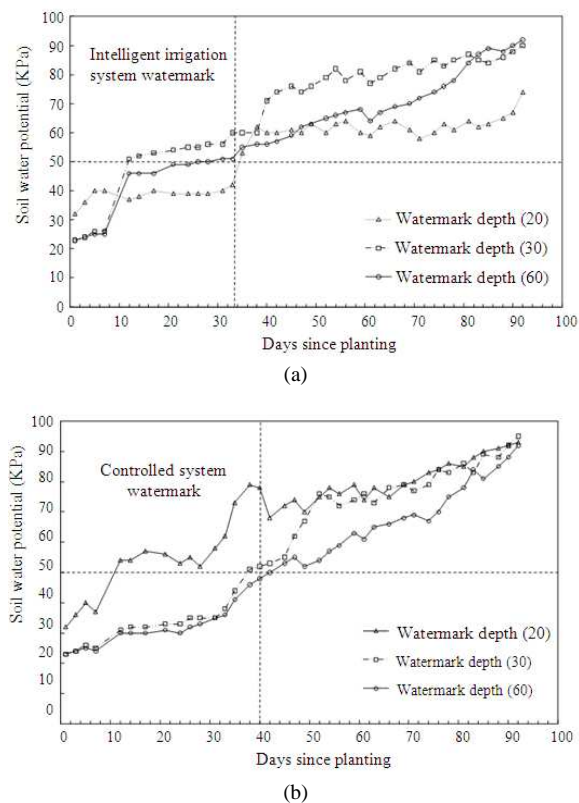 100
90
80
70
60
50
40
30
20
10
0
Soil water potential (KPa)
Intelligent irrigation
system watermark
Watermark depth (20)
Watermark depth (30)
Watermark depth (60)
0 10 20 30 40 50 60 70 80 90 100
Days since planting
(a)
100
90
80
70
60
50
40
30
20
10
0
Soil water potential (KPa)
Controlled system
watermark
Watermark depth (20)
Watermark depth (30)
Watermark depth (60)
0 10 20 30 40 50 60 70 80 90 100
Days since planting
(b)